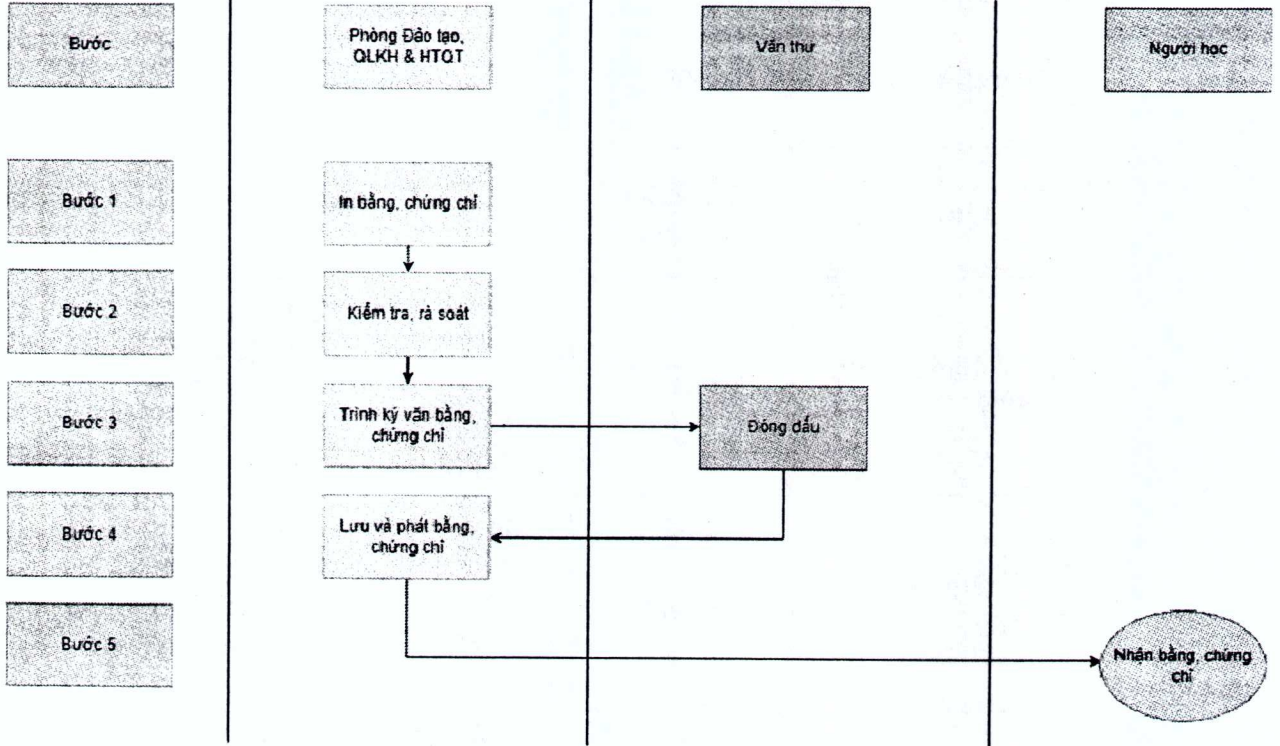 Bước
Phòng Đào tạo,
QLKH & HTQT
Văn thư
Người học
Bước 1
In bằng, chứng chỉ
Bước 2
Kiểm tra, rà soát
Bước 3
Trình ký văn bằng,
chứng chỉ
Đóng dấu
Bước 4
Lưu và phát bằng,
chứng chỉ
Bước 5
Nhận bằng, chứng
chỉ